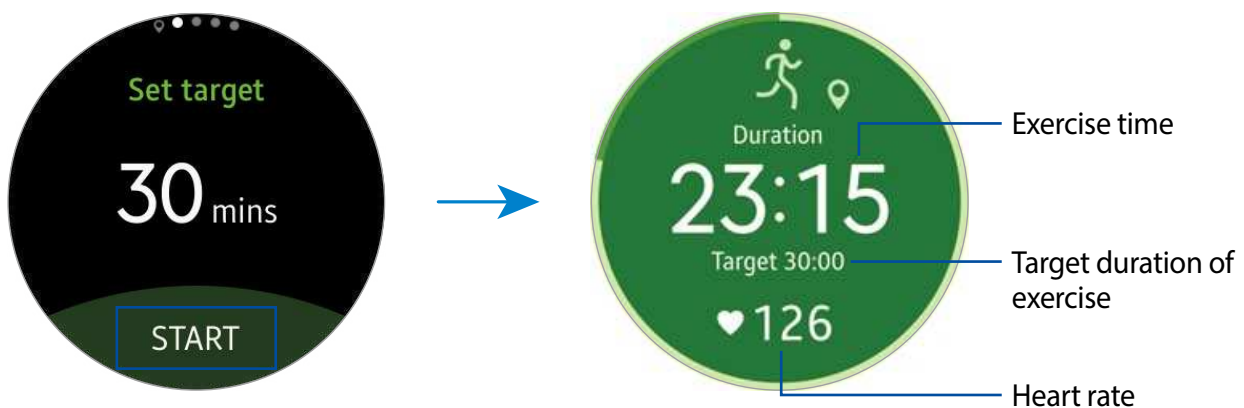 Set target
30 mins
START
Duration
23:15
Target 30:00
126
Exercise time
Target duration of
exercise
Heart rate